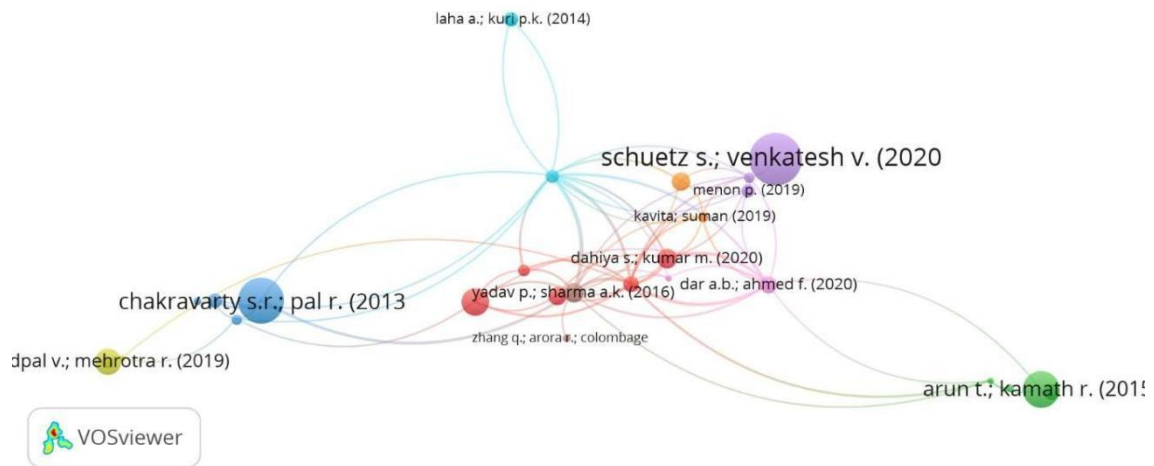 laha a.; kuri p.k. (2014)
schuetz s.; venkatesh v. (2020
menon p. (2019)
kavita; suman (2019)
dahiya s.; kumar m. (2020)
dar a.b.; ahmed f. (2020)
yadav p.; sharma a.k. (2016)
chakravarty s.r.; pal r. (2013
zhang q.; arora r.; colombage
dpal v.; mehrotra r. (2019)
arun t.; kamath r. (2015
VOSviewer